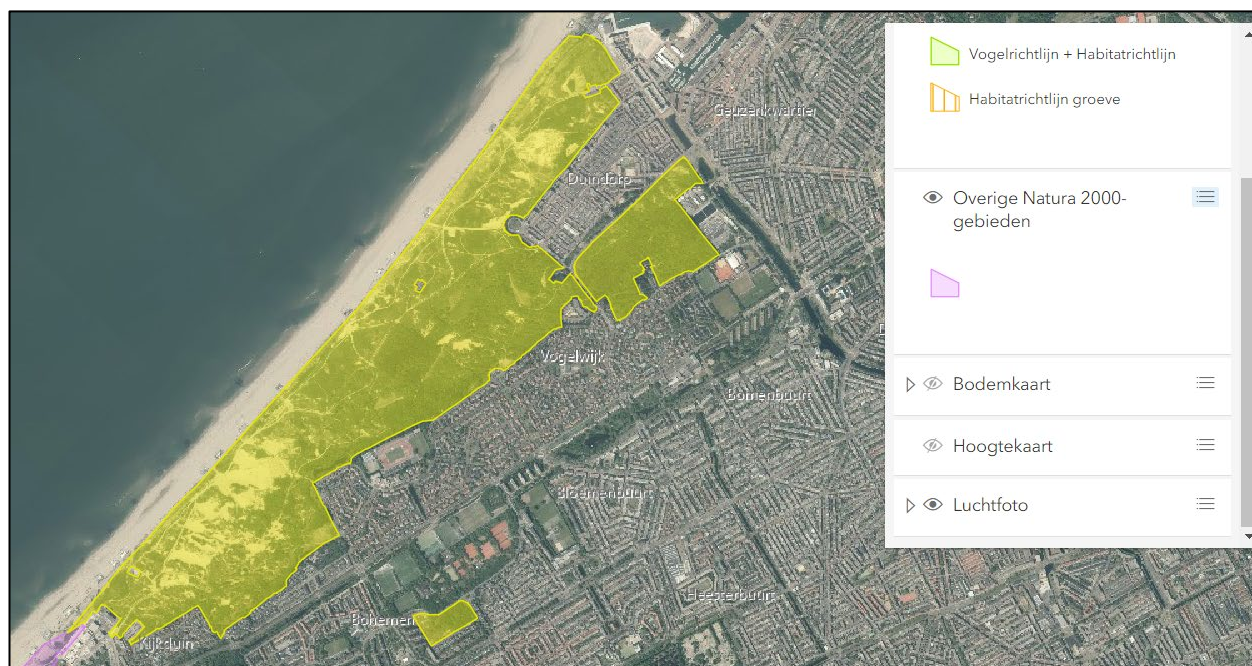 Vogelrichtlijn + Habitatrichtlijn
Habitatrichtlijn groeve
Overige Natura 2000-
gebieden
Bodemkaart
Hoogtekaart
Luchtfoto
Geuzenkwartier
Duindorp
Vogelwijk
Bomenbuurt
Bloemenbuurt
Heesterbuurt
Bohemen
Kijkduin